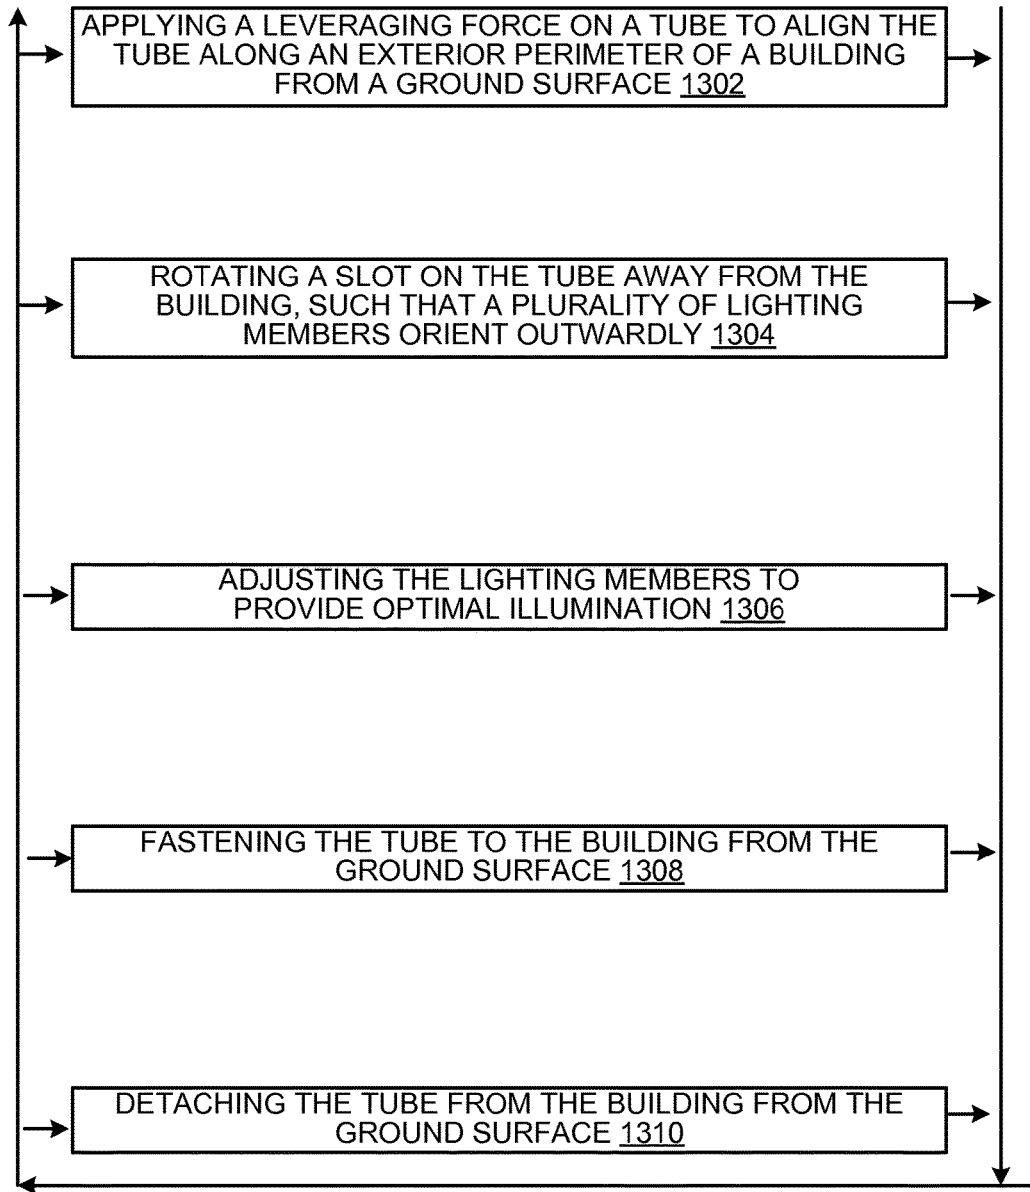 APPLYING A LEVERAGING FORCE ON A TUBE TO ALIGN THE
TUBE ALONG AN EXTERIOR PERIMETER OF A BUILDING
FROM A GROUND SURFACE 1302
ROTATING A SLOT ON THE TUBE AWAY FROM THE
BUILDING, SUCH THAT A PLURALITY OF LIGHTING
MEMBERS ORIENT OUTWARDLY 1304
ADJUSTING THE LIGHTING MEMBERS TO
PROVIDE OPTIMAL ILLUMINATION 1306
FASTENING THE TUBE TO THE BUILDING FROM THE
GROUND SURFACE 1308
DETACHING THE TUBE FROM THE BUILDING FROM THE
GROUND SURFACE 1310